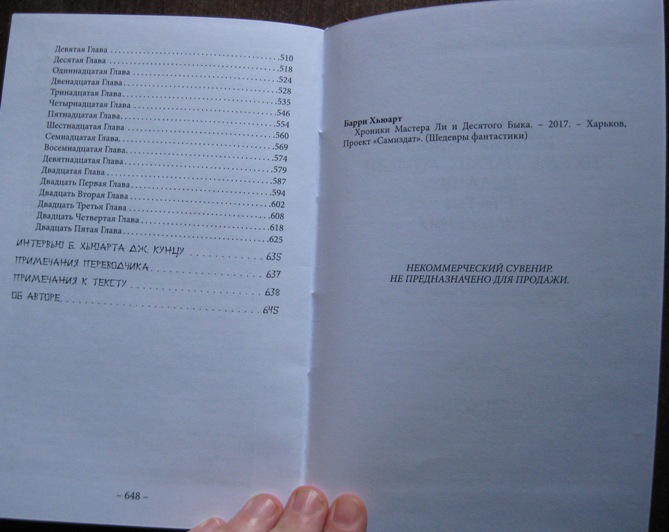 Девятая Глава . . . . . . . . . . . . . . . . . . . . . . . . . . . .510
Десятая Глава . . . . . . . . . . . . . . . . . . . . . . . . . . . .518
Одиннадцатая Глава . . . . . . . . . . . . . . . . . . . . . . .524
Двенадцатая Глава . . . . . . . . . . . . . . . . . . . . . . . .528
Тринадцатая Глава . . . . . . . . . . . . . . . . . . . . . . . .535
Четырнадцатая Глава . . . . . . . . . . . . . . . . . . . . . .546
Пятнадцатая Глава . . . . . . . . . . . . . . . . . . . . . . . .554
Шестнадцатая Глава . . . . . . . . . . . . . . . . . . . . . . .560
Семнадцатая Глава . . . . . . . . . . . . . . . . . . . . . . . .569
Восемнадцатая Глава . . . . . . . . . . . . . . . . . . . . . .574
Девятнадцатая Глава . . . . . . . . . . . . . . . . . . . . . .579
Двадцатая Глава . . . . . . . . . . . . . . . . . . . . . . . . . .587
Двадцать Первая Глава . . . . . . . . . . . . . . . . . . . . .594
Двадцать Вторая Глава . . . . . . . . . . . . . . . . . . . . .602
Двадцать Третья Глава . . . . . . . . . . . . . . . . . . . . .608
Двадцать Четвертая Глава . . . . . . . . . . . . . . . . . . .618
Двадцать Пятая Глава . . . . . . . . . . . . . . . . . . . . . .625
ИНТЕРВЬЮ Б. ХЬЮАРТА ДЖ. КУНЦУ . . . . . . . . . . . 635
ПРИМЕЧАНИЯ ПЕРЕВОДЧИКА . . . . . . . . . . . . . . . . 637
ПРИМЕЧАНИЯ К ТЕКСТУ . . . . . . . . . . . . . . . . . . . 638
ОБ АВТОРЕ. . . . . . . . . . . . . . . . . . . . . . . . . . . . .645
– 648 –
Барри Хьюарт
Хроники Мастера Ли и Десятого Быка. – 2017. – Харьков,
Проект «Самиздат». (Шедевры фантастики)
НЕКОММЕРЧЕСКИЙ СУВЕНИР.
НЕ ПРЕДНАЗНАЧЕНО ДЛЯ ПРОДАЖИ.